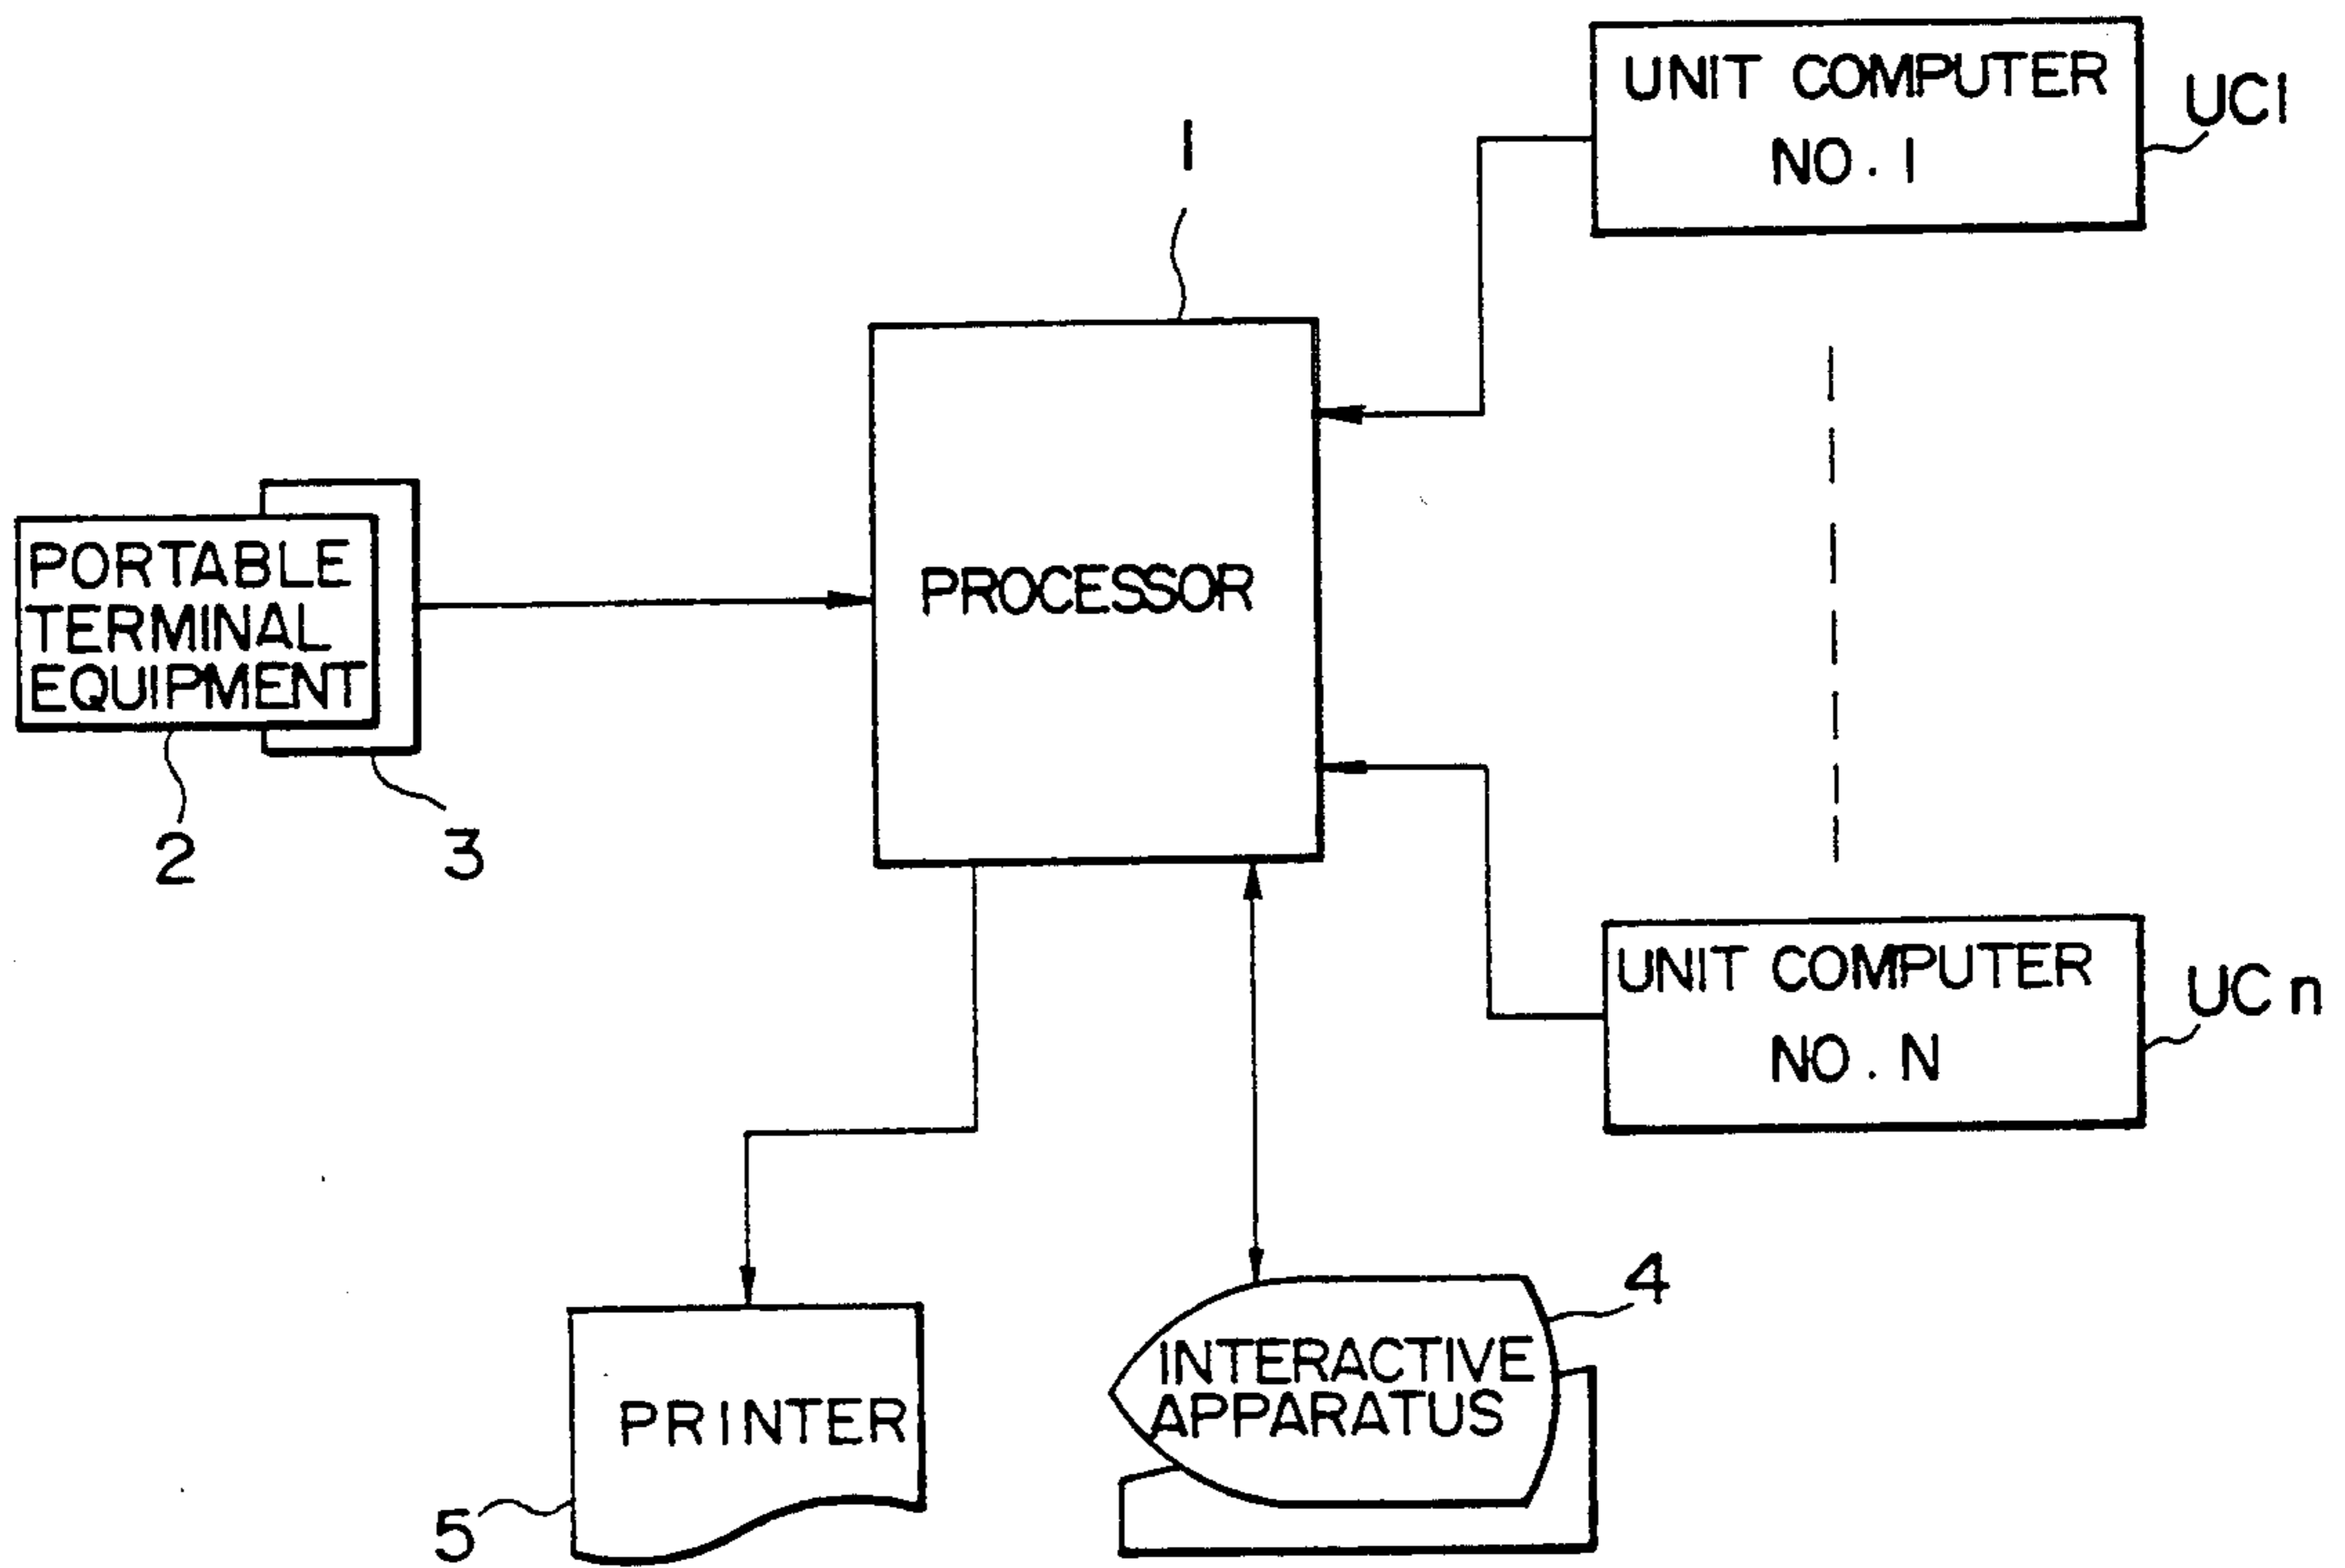 UNIT COMPUTER
NO. 1
UC1
1
PROCESSOR
PORTABLE
TERMINAL
EQUIPMENT
2
3
UNIT COMPUTER
NO. N
UCn
INTERACTIVE
APPARATUS
4
PRINTER
5